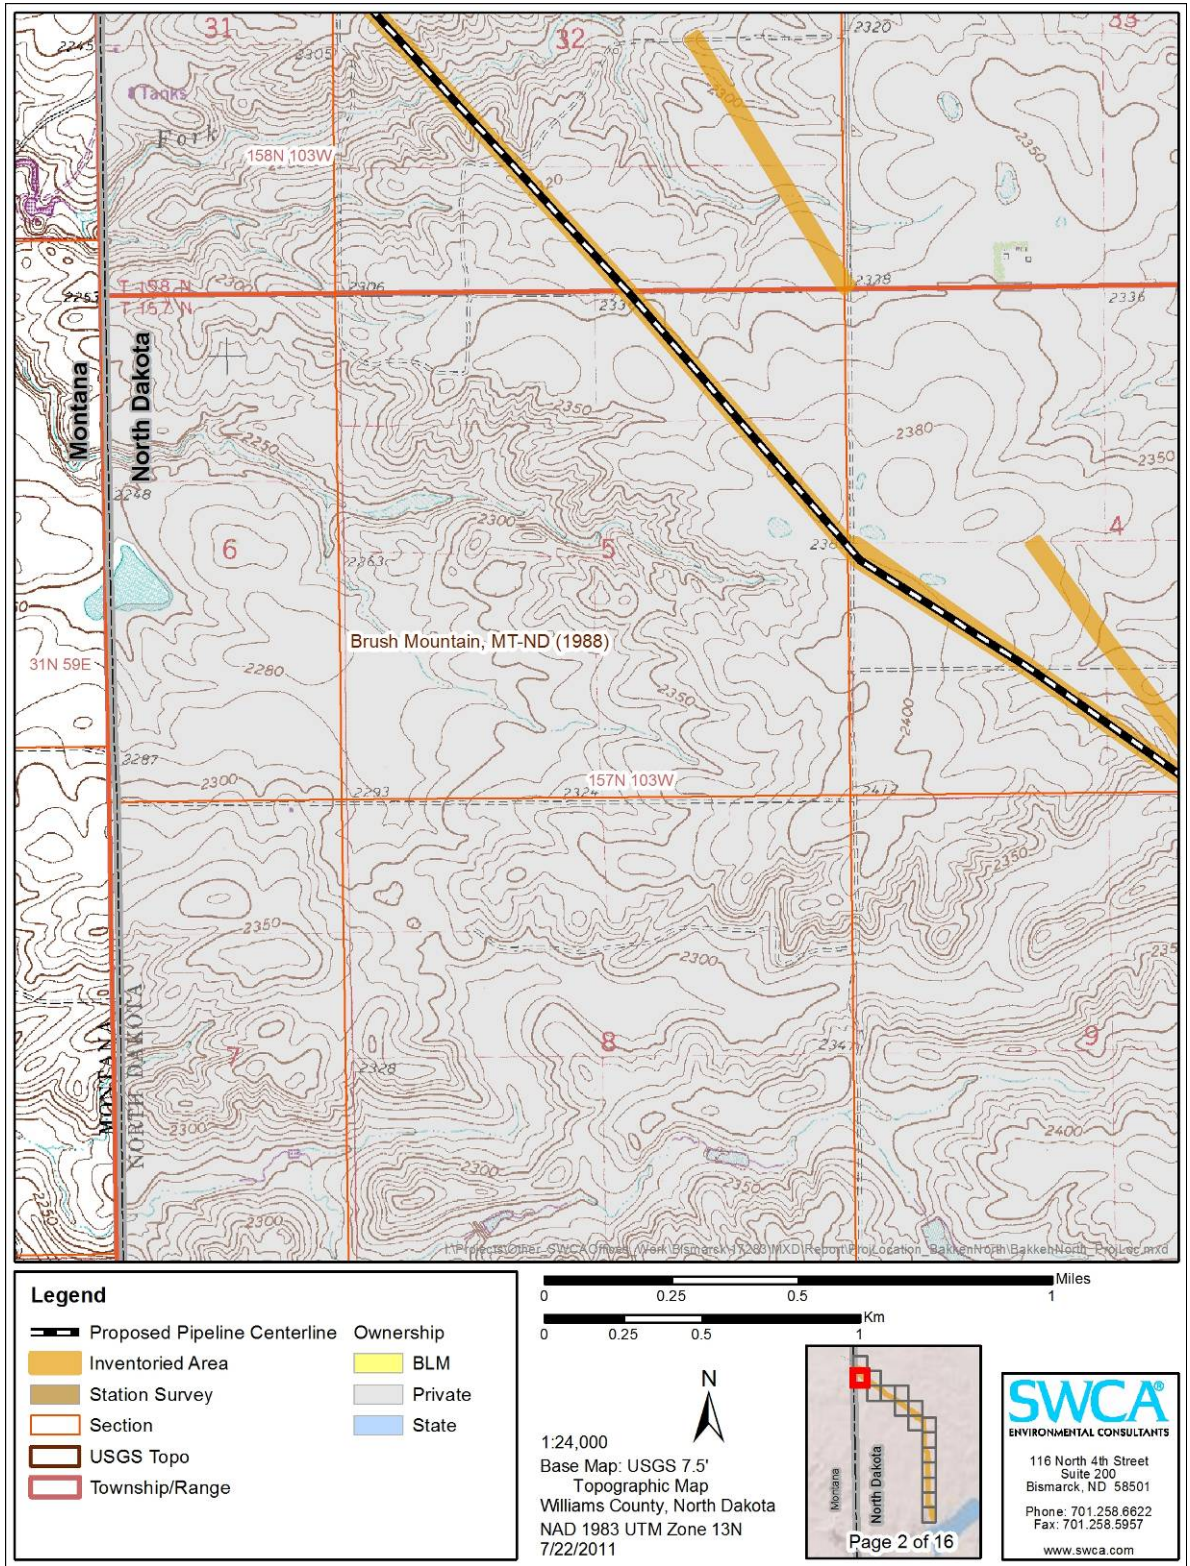 31
32
33
2320
2245
2305
Tanks
Fork
2300
2350
158N 103W
20
2300
2306
2338
2253
T 158 N
T 157 N
2336
Montana
North Dakota
2350
2380
2350
2250
2248
2300
6
5
4
2263
Brush Mountain, MT-ND (1988)
31N 59E
2280
2350
2400
2287
2300
2293
157N 103W
2324
2350
2350
2300
MONTANA
NORTH DAKOTA
7
8
9
2347
2328
2300
2400
2300
2350
2250
2300
Legend
Proposed Pipeline Centerline
Inventoried Area
Station Survey
Section
USGS Topo
Township/Range
Ownership
BLM
Private
State
Miles
0 0.25 0.5 1
Km
0 0.25 0.5 1
N
1:24,000
Base Map: USGS 7.5'
Topographic Map
Williams County, North Dakota
NAD 1983 UTM Zone 13N
7/22/2011
Montana
North Dakota
Page 2 of 16
SWCA®
ENVIRONMENTAL CONSULTANTS
116 North 4th Street
Suite 200
Bismarck, ND 58501
Phone: 701.258.6622
Fax: 701.258.5957
www.swca.com